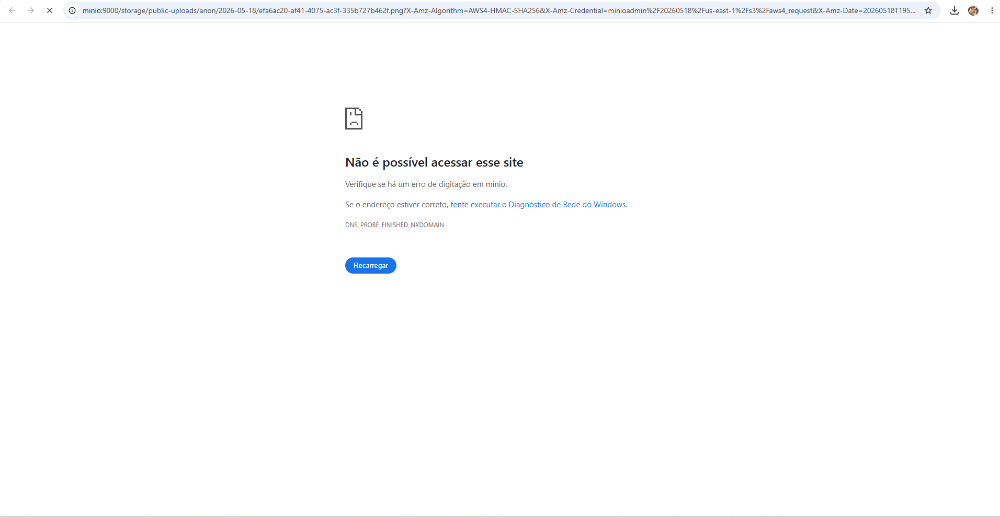 minio:9000/storage/public-uploads/anon/2026-05-18/efa6ac20-af41-4075-ac3f-335b727b462f.png?X-Amz-Algorithm=AWS4-HMAC-SHA256&X-Amz-Credential=minioadmin%2F20260518%2Fus-east-1%2Fs3%2Faws4_request&X-Amz-Date=20260518T195...
Não é possível acessar esse site
Verifique se há um erro de digitação em minio.
Se o endereço estiver correto, tente executar o Diagnóstico de Rede do Windows.
DNS_PROBE_FINISHED_NXDOMAIN
Recarregar